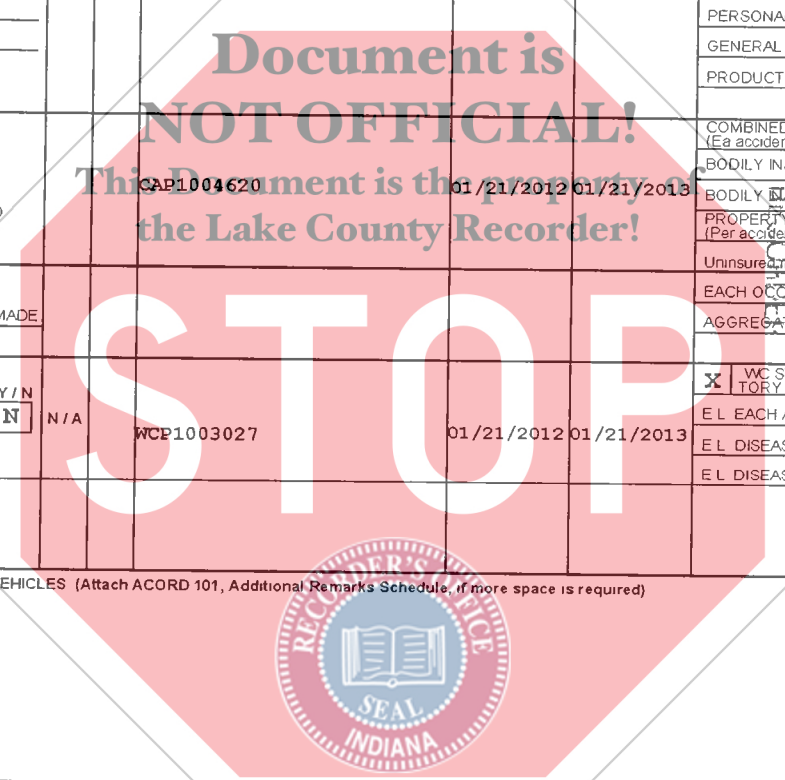 PERSONA
GENERAL
PRODUCT
Document is
NOT OFFICIAL!
This Document is the property of
the Lake County Recorder!
COMBINED
(Ea acciden
CAP1004620 01/21/2012 01/21/2013
BODILY IN
BODILY IN
PROPERTY
(Per accide
Uninsured
EACH OCC
MADE
AGGREGAT
STOP
Y / N
N
N / A
X WC S
TORY
WCP1003027 01/21/2012 01/21/2013
E L EACH A
E L DISEAS
E L DISEAS
EHICLES (Attach ACORD 101, Additional Remarks Schedule, if more space is required)
RECORDER'S OFFICE
SEAL
INDIANA